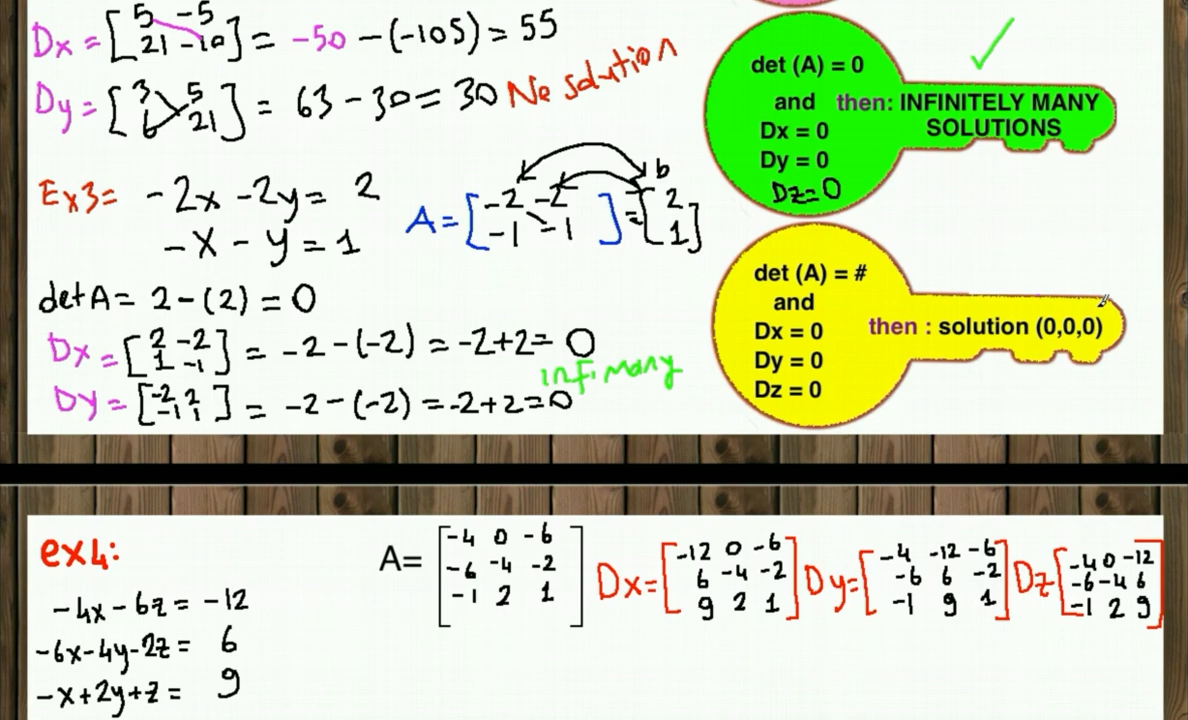 Dx = [5 -5
21 -10] = -50 - (-105) = 55
Dy = [3 5
6 21] = 63 - 30 = 30 No solution
Ex3= -2x -2y = 2
-x - y = 1
A = [-2 -2
-1 -1] = [2
1]
b
det A = 2 - (2) = 0
Dx = [2 -2
1 -1] = -2 - (-2) = -2+2 = 0
Dy = [-2 2
-1 1] = -2 - (-2) = -2+2 = 0
infi many
det (A) = 0
and then: INFINITELY MANY
Dx = 0 SOLUTIONS
Dy = 0
Dz=0
det (A) = #
and
Dx = 0 then : solution (0,0,0)
Dy = 0
Dz = 0
ex4:
-4x - 6z = -12
-6x-4y-2z = 6
-x+2y+z = 9
A= [-4 0 -6
-6 -4 -2
-1 2 1]
Dx= [-12 0 -6
6 -4 -2
9 2 1]
Dy= [-4 -12 -6
-6 6 -2
-1 9 1]
Dz [-4 0 -12
-6 -4 6
-1 2 9]